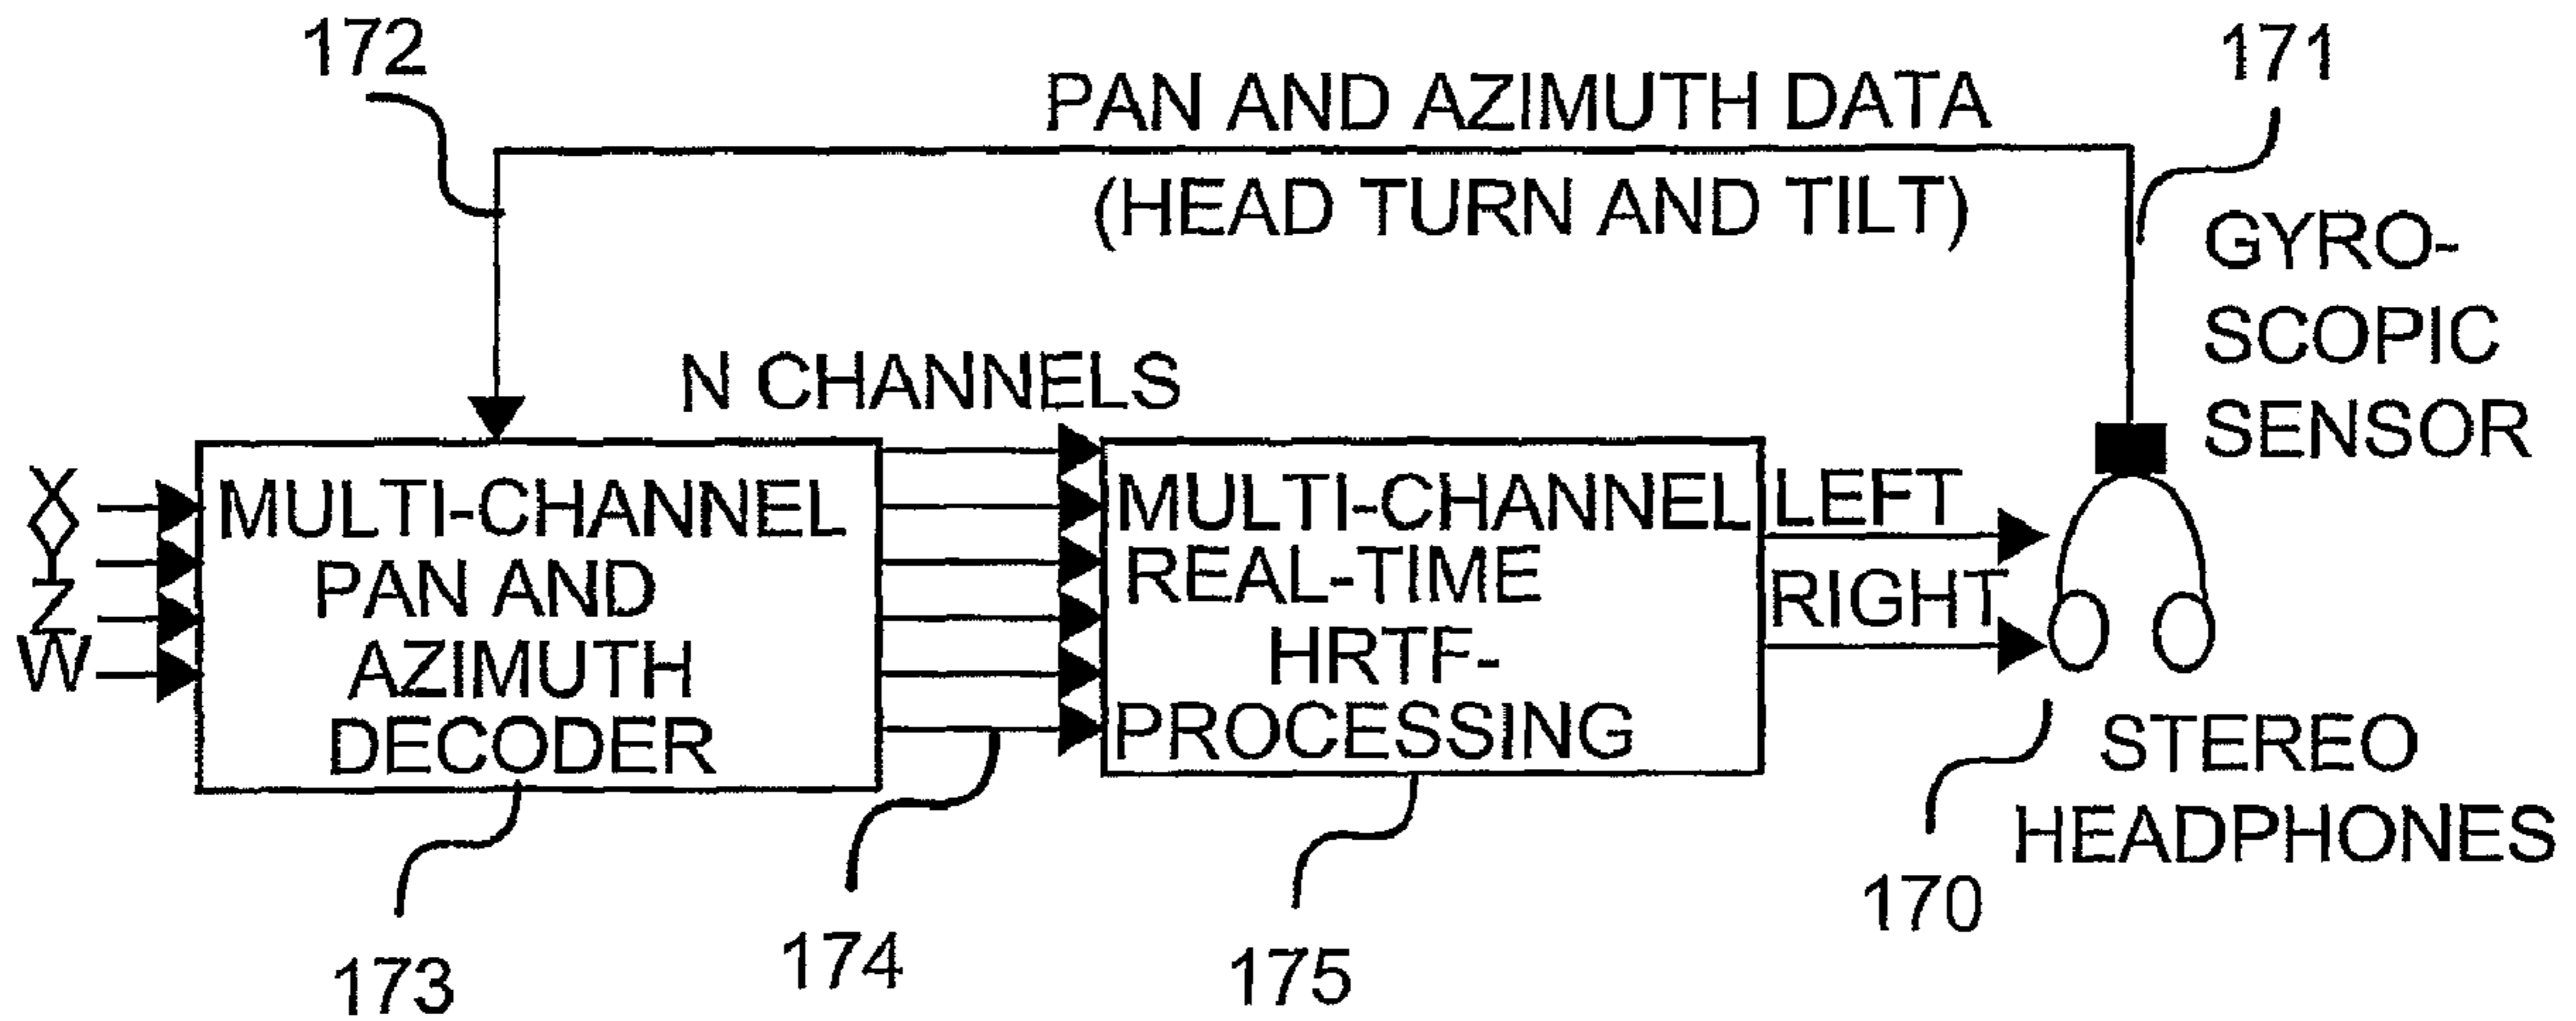 172
171
PAN AND AZIMUTH DATA
(HEAD TURN AND TILT)
GYRO-
SCOPIC
SENSOR
N CHANNELS
X
Y
Z
W
MULTI-CHANNEL
PAN AND
AZIMUTH
DECODER
MULTI-CHANNEL
REAL-TIME
HRTF-
PROCESSING
LEFT
RIGHT
STEREO
HEADPHONES
170
173
174
175